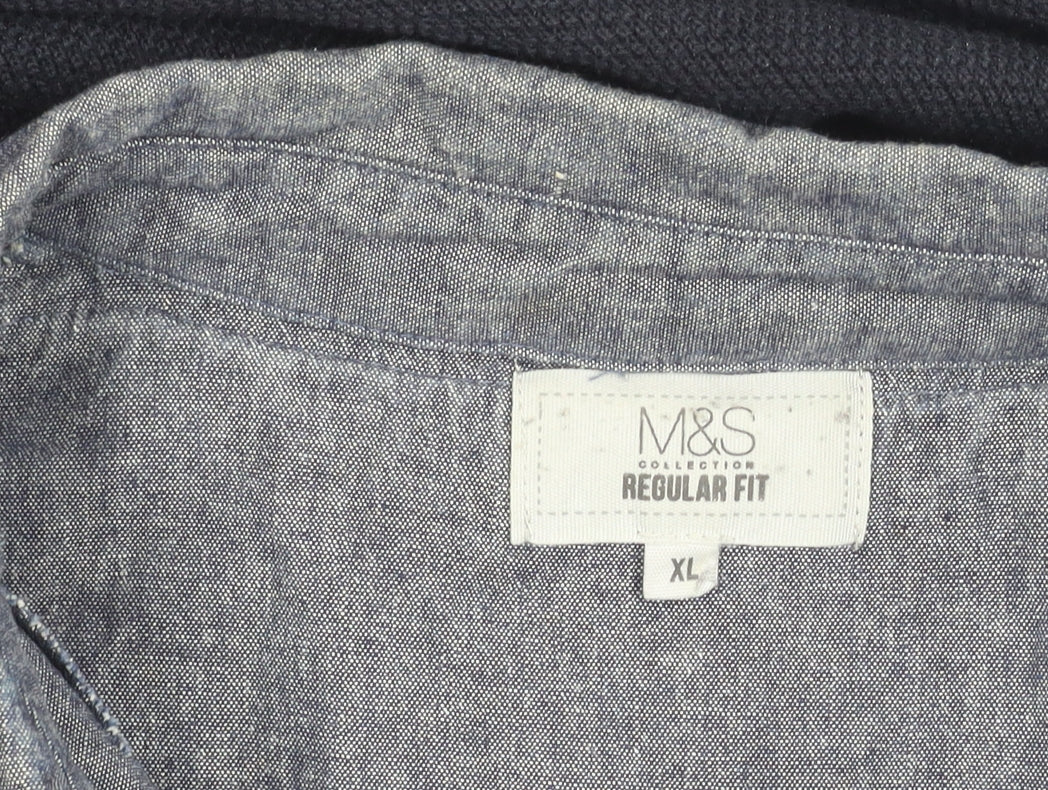 M&S
COLLECTION
REGULAR FIT
XL